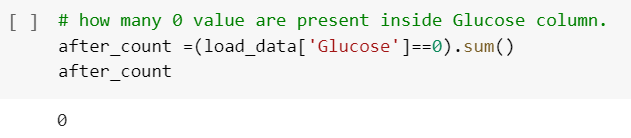 [ ] # how many 0 value are present inside Glucose column.
after_count =(load_data['Glucose']==0).sum()
after_count
0